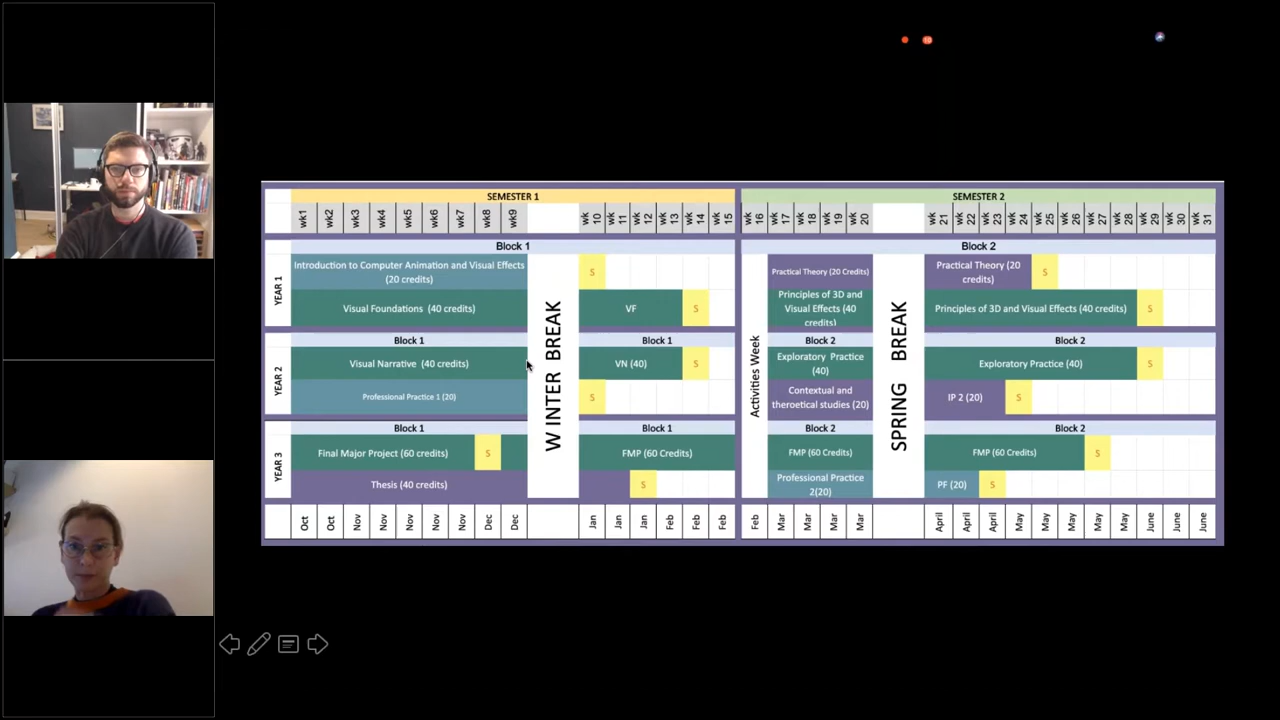 SEMESTER 1
SEMESTER 2
wk1 wk2 wk3 wk4 wk5 wk6 wk7 wk8 wk9 wk 10 wk 11 wk 12 wk 13 wk 14 wk 15 wk 16 wk 17 wk 18 wk 19 wk 20 wk 21 wk 22 wk 23 wk 24 wk 25 wk 26 wk 27 wk 28 wk 29 wk 30 wk 31
Block 1
Block 2
YEAR 1
Introduction to Computer Animation and Visual Effects
(20 credits)
S
Practical Theory (20 Credits)
Practical Theory (20
credits)
S
Visual Foundations (40 credits)
VF
S
Principles of 3D and
Visual Effects (40
credits)
Principles of 3D and Visual Effects (40 credits)
S
WINTER BREAK
Activities Week
SPRING BREAK
Block 1
Block 1
Block 2
Block 2
YEAR 2
Visual Narrative (40 credits)
VN (40)
S
Exploratory Practice
(40)
Exploratory Practice (40)
S
Professional Practice 1 (20)
S
Contextual and
theroetical studies (20)
IP 2 (20)
S
Block 1
Block 1
Block 2
Block 2
YEAR 3
Final Major Project (60 credits)
S
FMP (60 Credits)
FMP (60 Credits)
FMP (60 Credits)
S
Thesis (40 credits)
S
Professional Practice
2(20)
PF (20)
S
Oct Oct Nov Nov Nov Nov Nov Dec Dec Jan Jan Jan Feb Feb Feb Feb Mar Mar Mar Mar April April April May May May May May June June June